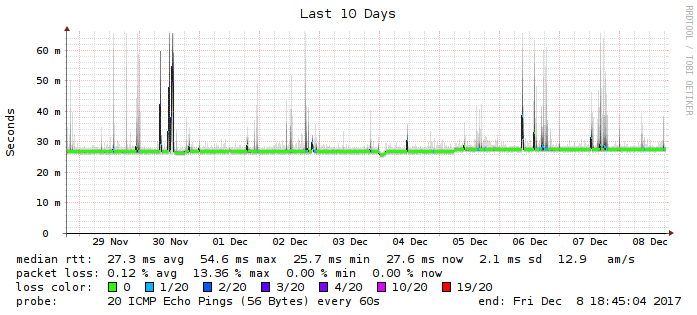 Last 10 Days
RRDTOOL / TOBI OETIKER
Seconds
60 m
50 m
40 m
30 m
20 m
10 m
0
29 Nov 30 Nov 01 Dec 02 Dec 03 Dec 04 Dec 05 Dec 06 Dec 07 Dec 08 Dec
median rtt: 27.3 ms avg 54.6 ms max 25.7 ms min 27.6 ms now 2.1 ms sd 12.9 am/s
packet loss: 0.12 % avg 13.36 % max 0.00 % min 0.00 % now
loss color: 0 1/20 2/20 3/20 4/20 10/20 19/20
probe: 20 ICMP Echo Pings (56 Bytes) every 60s end: Fri Dec 8 18:45:04 2017